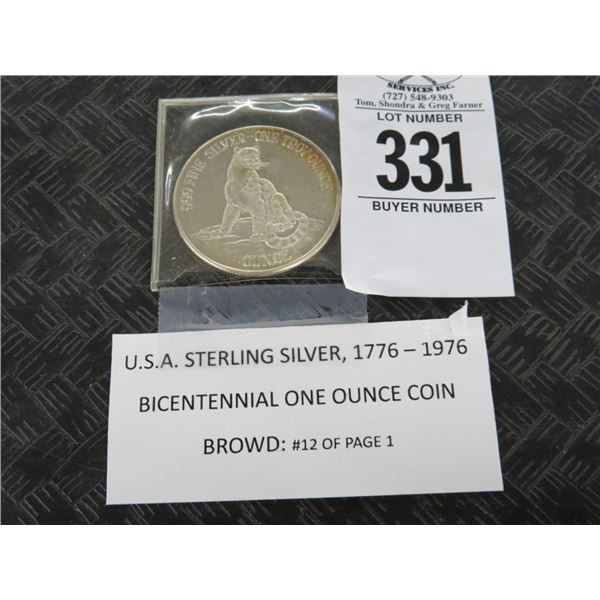 SERVICES INC.
(727) 548-9303
Tom, Shondra & Greg Farner
LOT NUMBER
331
BUYER NUMBER
.999 FINE SILVER - ONE TROY OUNCE
OUNCE
U.S.A. STERLING SILVER, 1776 – 1976
BICENTENNIAL ONE OUNCE COIN
BROWD: #12 OF PAGE 1